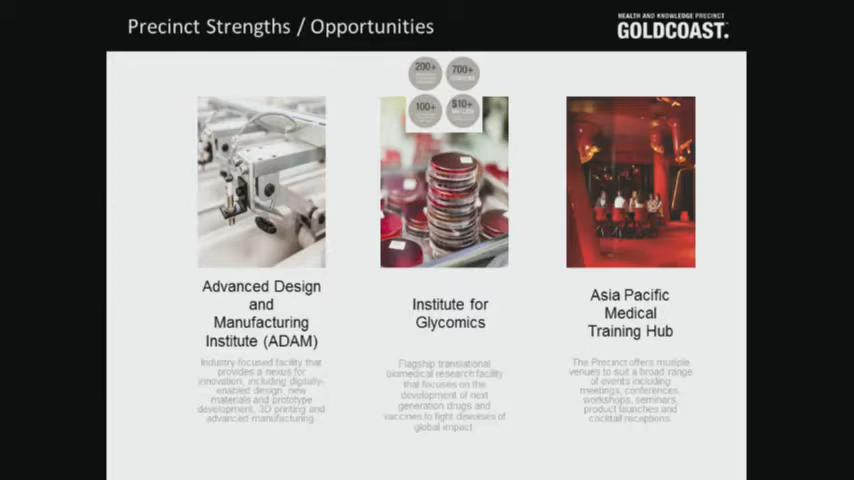 Precinct Strengths / Opportunities
HEALTH AND KNOWLEDGE PRECINCT
GOLDCOAST.
200+
700+
100+
$10+
Advanced Design
and
Manufacturing
Institute (ADAM)
Industry focused facility that
provides a nexus for
innovation, including digitally-
enabled design, new
materials and prototype
development, 3D printing and
advanced manufacturing.
Institute for
Glycomics
Flagship translational
biomedical research facility
that focuses on the
development of next
generation drugs and
vaccines to fight diseases of
global impact.
Asia Pacific
Medical
Training Hub
The Precinct offers multiple
venues to suit a broad range
of events including
meetings, conferences,
workshops, seminars,
product launches and
cocktail receptions.